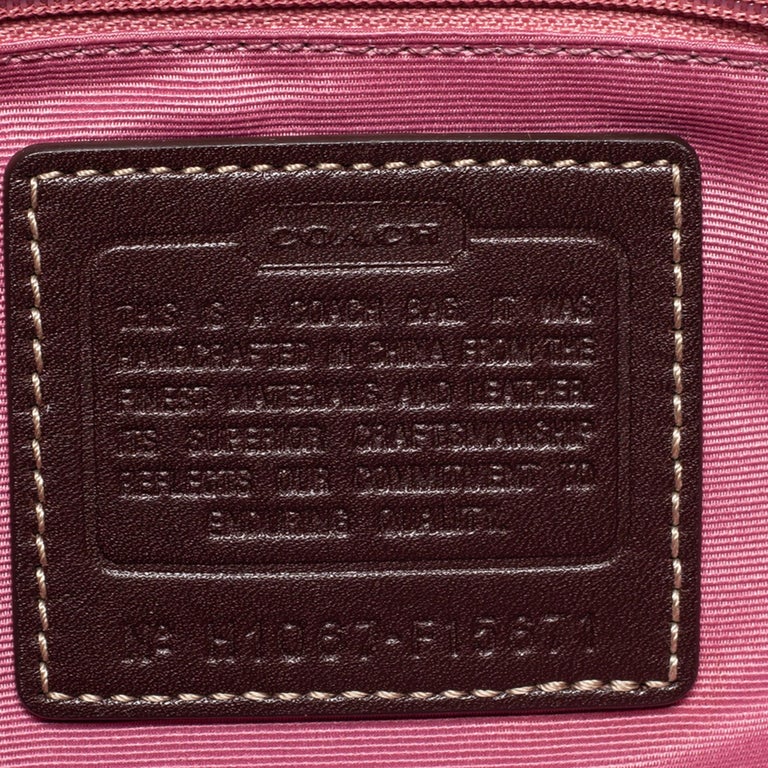 COACH
THIS IS A COACH BAG. IT WAS
HANDCRAFTED IN CHINA FROM THE
FINEST MATERIALS AND LEATHER.
ITS SUPERIOR CRAFTSMANSHIP
REFLECTS OUR COMMITMENT TO
ENDURING QUALITY.
Nº H1067-F15671